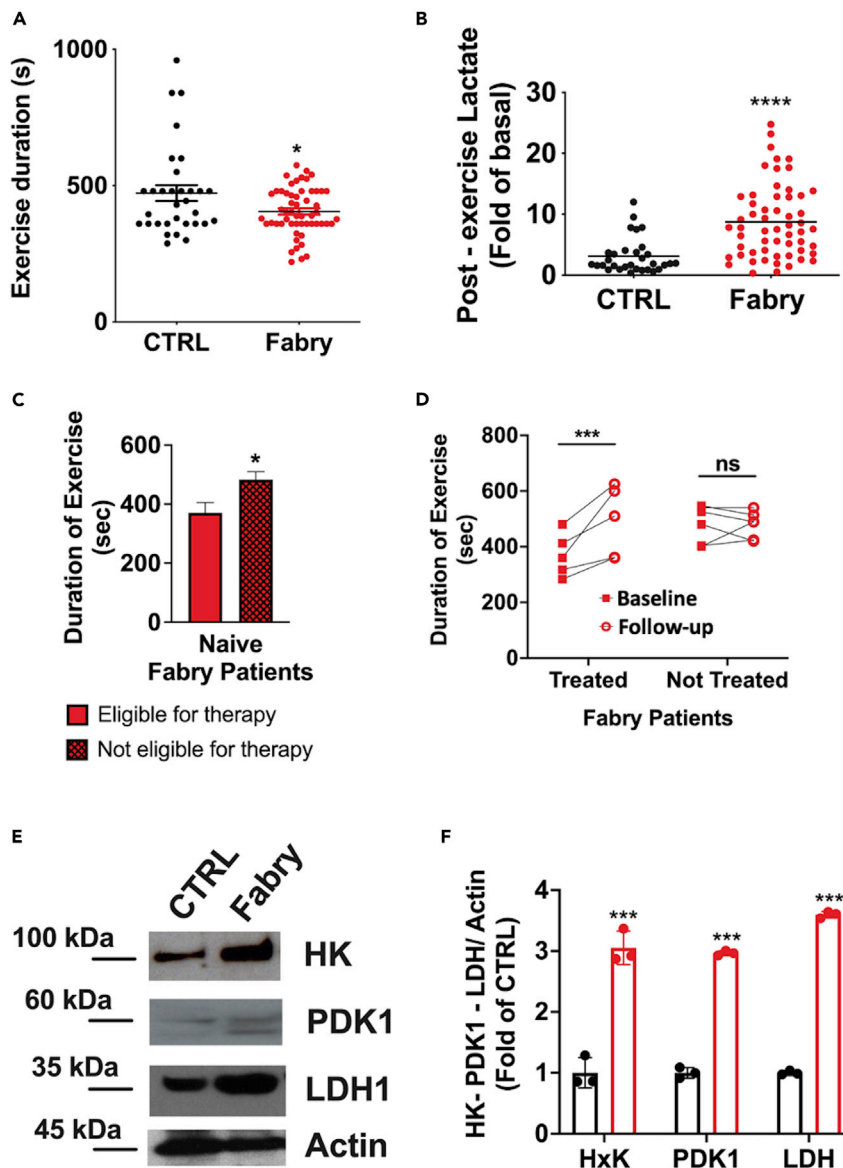 A
Exercise duration (s)
1000
500
0
*
CTRL
Fabry
B
Post - exercise Lactate
(Fold of basal)
30
20
10
0
****
CTRL
Fabry
C
Duration of Exercise
(sec)
600
400
200
0
*
Naive
Fabry Patients
Eligible for therapy
Not eligible for therapy
D
Duration of Exercise
(sec)
800
600
400
200
0
***
ns
Baseline
Follow-up
Treated
Not Treated
Fabry Patients
E
CTRL
Fabry
100 kDa
HK
60 kDa
PDK1
35 kDa
LDH1
45 kDa
Actin
F
HK- PDK1 - LDH/ Actin
(Fold of CTRL)
4
3
2
1
0
***
***
***
HxK
PDK1
LDH